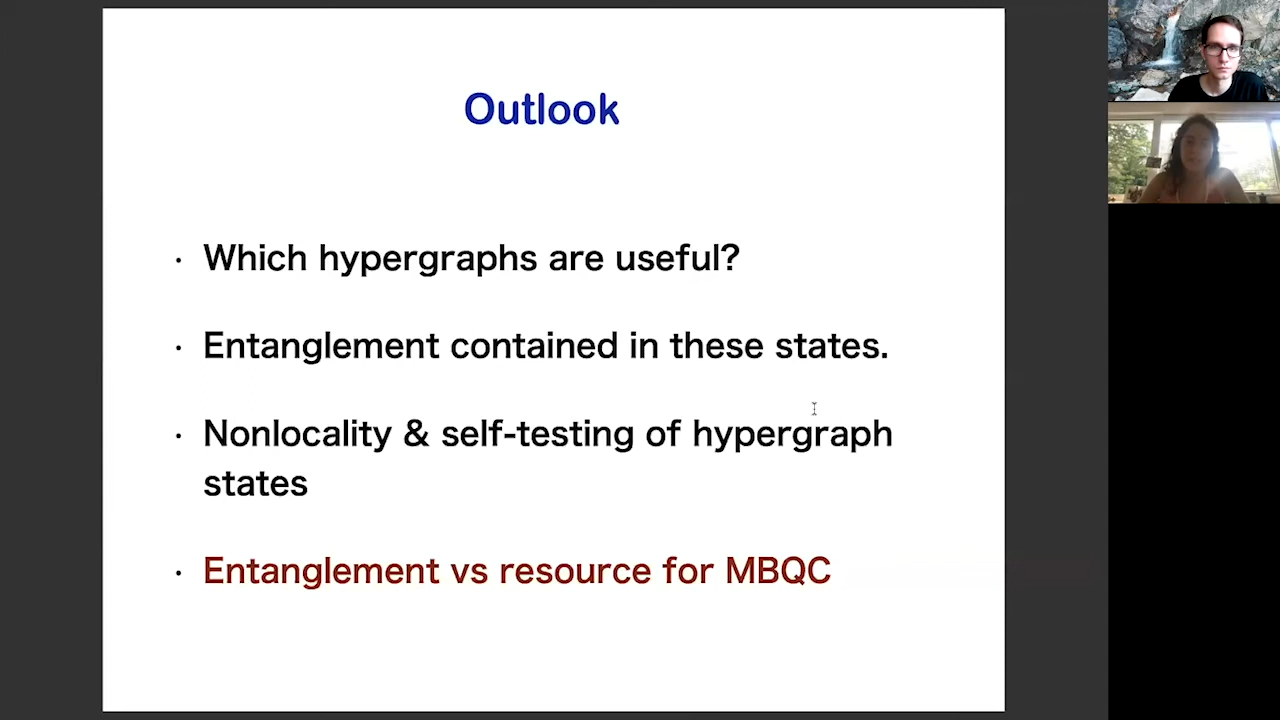 Outlook
· Which hypergraphs are useful?
· Entanglement contained in these states.
· Nonlocality & self-testing of hypergraph
states
· Entanglement vs resource for MBQC